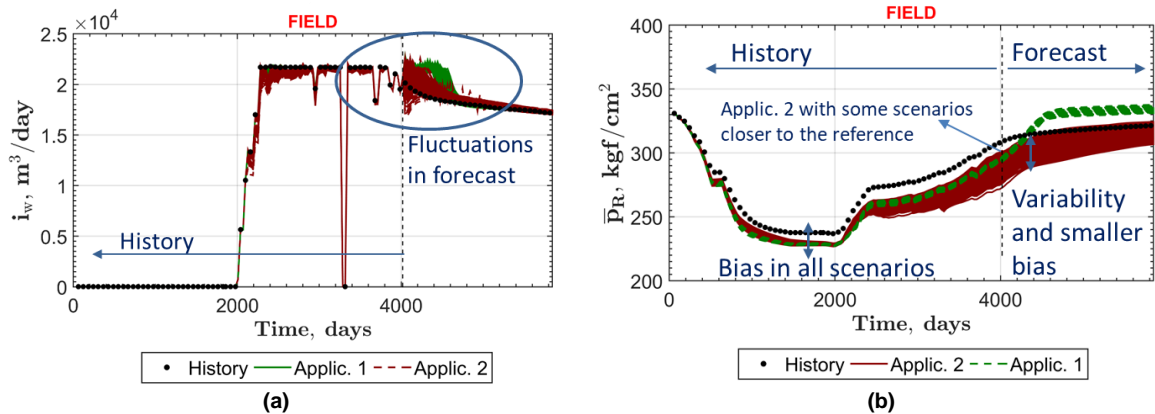 FIELD
×10⁴
2.5
2
1.5
1
0.5
0
i_w, m³/day
History
Fluctuations
in forecast
0
2000
4000
Time, days
History
Applic. 1
Applic. 2
(a)
FIELD
400
350
300
250
200
p̅_R, kgf/cm²
History
Forecast
Applic. 2 with some scenarios
closer to the reference
Variability
and smaller
bias
Bias in all scenarios
0
2000
4000
Time, days
History
Applic. 2
Applic. 1
(b)